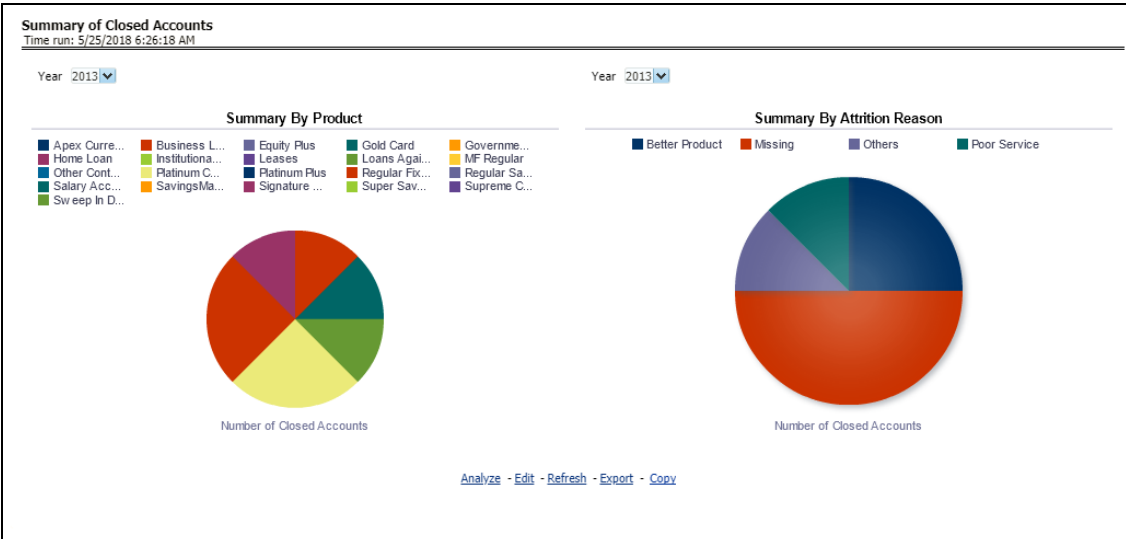 Summary of Closed Accounts
Time run: 5/25/2018 6:26:18 AM
Year 2013
Year 2013
Summary By Product
Apex Curre... Business L... Equity Plus Gold Card Governme...
Home Loan Institutiona... Leases Loans Agai... MF Regular
Other Cont... Platinum C... Platinum Plus Regular Fix... Regular Sa...
Salary Acc... SavingsMa... Signature ... Super Sav... Supreme C...
Sweep In D...
Number of Closed Accounts
Summary By Attrition Reason
Better Product Missing Others Poor Service
Number of Closed Accounts
Analyze - Edit - Refresh - Export - Copy